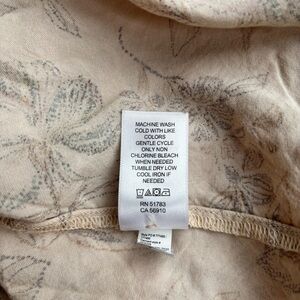 MACHINE WASH
COLD WITH LIKE
COLORS
GENTLE CYCLE
ONLY NON
CHLORINE BLEACH
WHEN NEEDED
TUMBLE DRY LOW
COOL IRON IF
NEEDED
RN 51783
CA 56910